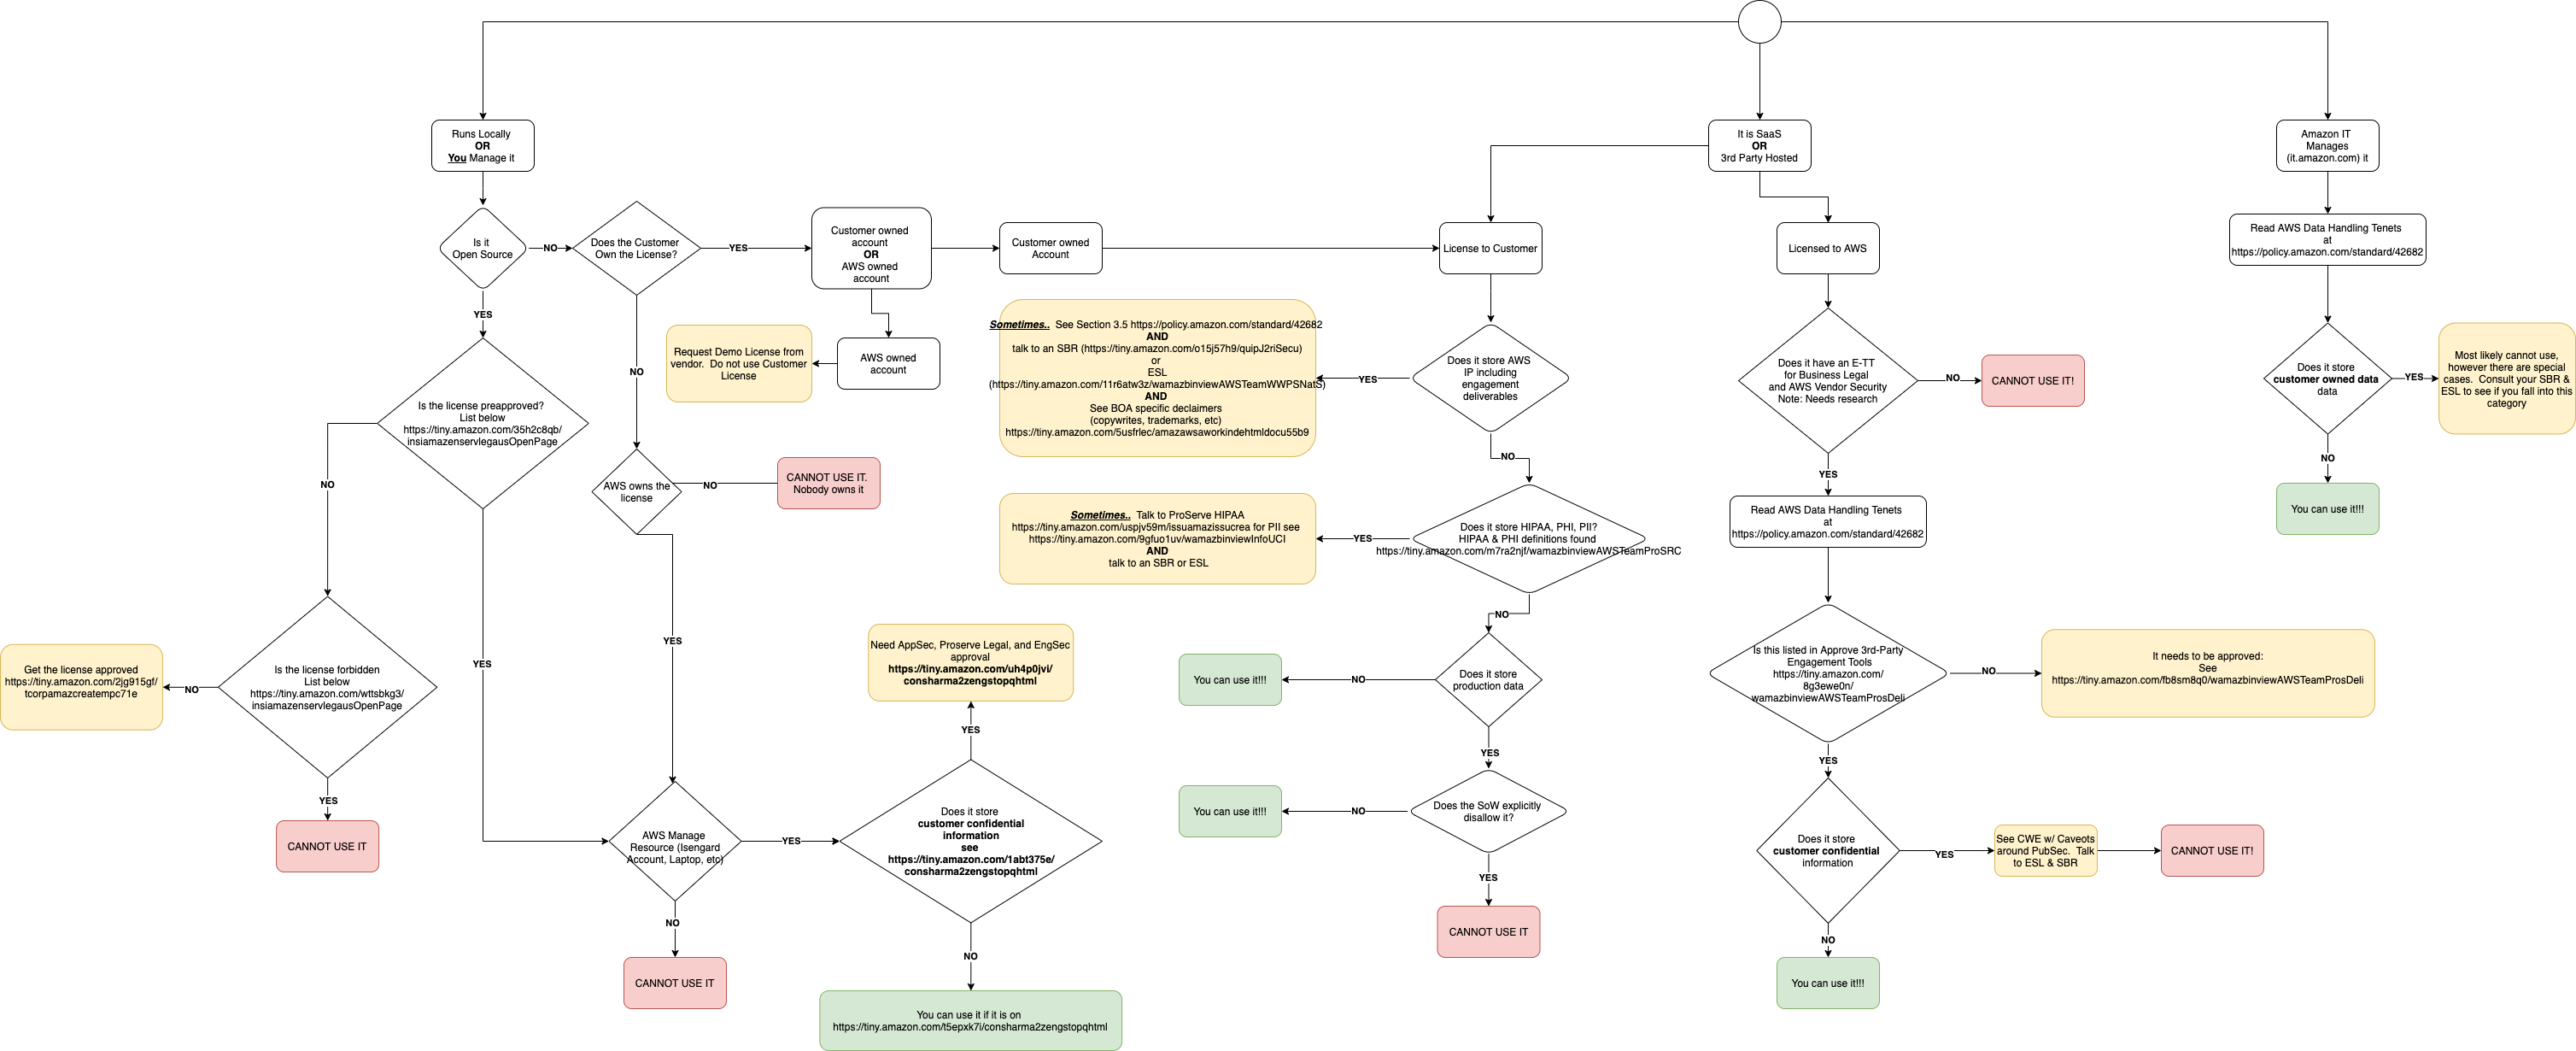 Runs Locally
OR
You Manage it
It is SaaS
OR
3rd Party Hosted
Amazon IT
Manages
(it.amazon.com) it
Is it
Open Source
NO
Does the Customer
Own the License?
YES
Customer owned
account
OR
AWS owned
account
Customer owned
Account
License to Customer
Licensed to AWS
Read AWS Data Handling Tenets
at
https://policy.amazon.com/standard/42682
YES
Request Demo License from
vendor. Do not use Customer
License
AWS owned
account
NO
Sometimes.. See Section 3.5 https://policy.amazon.com/standard/42682
AND
talk to an SBR (https://tiny.amazon.com/o15j57h9/quipJ2riSecu)
or
ESL
(https://tiny.amazon.com/11r6atw3z/wamazbinviewAWSTeamWWPSNatS)
AND
See BOA specific declaimers
(copywrites, trademarks, etc)
https://tiny.amazon.com/5usfrlec/amazawsaworkindehtmldocu55b9
YES
Does it store AWS
IP including
engagement
deliverables
Does it have an E-TT
for Business Legal
and AWS Vendor Security
Note: Needs research
NO
CANNOT USE IT!
Does it store
customer owned data
data
YES
Most likely cannot use,
however there are special
cases. Consult your SBR &
ESL to see if you fall into this
category
Is the license preapproved?
List below
https://tiny.amazon.com/35h2c8qb/
insiamazenservlegausOpenPage
NO
AWS owns the
license
NO
CANNOT USE IT.
Nobody owns it
NO
YES
NO
You can use it!!!
Sometimes.. Talk to ProServe HIPAA
https://tiny.amazon.com/uspjv59m/issuamazissucrea for PII see
https://tiny.amazon.com/9gfuo1uv/wamazbinviewInfoUCI
AND
talk to an SBR or ESL
YES
Does it store HIPAA, PHI, PII?
HIPAA & PHI definitions found
https://tiny.amazon.com/m7ra2njf/wamazbinviewAWSTeamProSRC
Read AWS Data Handling Tenets
at
https://policy.amazon.com/standard/42682
NO
Get the license approved
https://tiny.amazon.com/2jg915gf/
tcorpamazcreatempc71e
NO
Is the license forbidden
List below
https://tiny.amazon.com/wttsbkg3/
insiamazenservlegausOpenPage
YES
YES
Need AppSec, Proserve Legal, and EngSec
approval
https://tiny.amazon.com/uh4p0jvi/
consharma2zengstopqhtml
You can use it!!!
NO
Does it store
production data
Is this listed in Approve 3rd-Party
Engagement Tools
https://tiny.amazon.com/
8g3ewe0n/
wamazbinviewAWSTeamProsDeli
NO
It needs to be approved:
See
https://tiny.amazon.com/fb8sm8q0/wamazbinviewAWSTeamProsDeli
YES
YES
YES
YES
CANNOT USE IT
AWS Manage
Resource (Isengard
Account, Laptop, etc)
YES
Does it store
customer confidential
information
see
https://tiny.amazon.com/1abt375e/
consharma2zengstopqhtml
You can use it!!!
NO
Does the SoW explicitly
disallow it?
Does it store
customer confidential
information
YES
See CWE w/ Caveots
around PubSec. Talk
to ESL & SBR
CANNOT USE IT!
YES
NO
NO
CANNOT USE IT
NO
NO
CANNOT USE IT
You can use it!!!
You can use it if it is on
https://tiny.amazon.com/t5epxk7i/consharma2zengstopqhtml